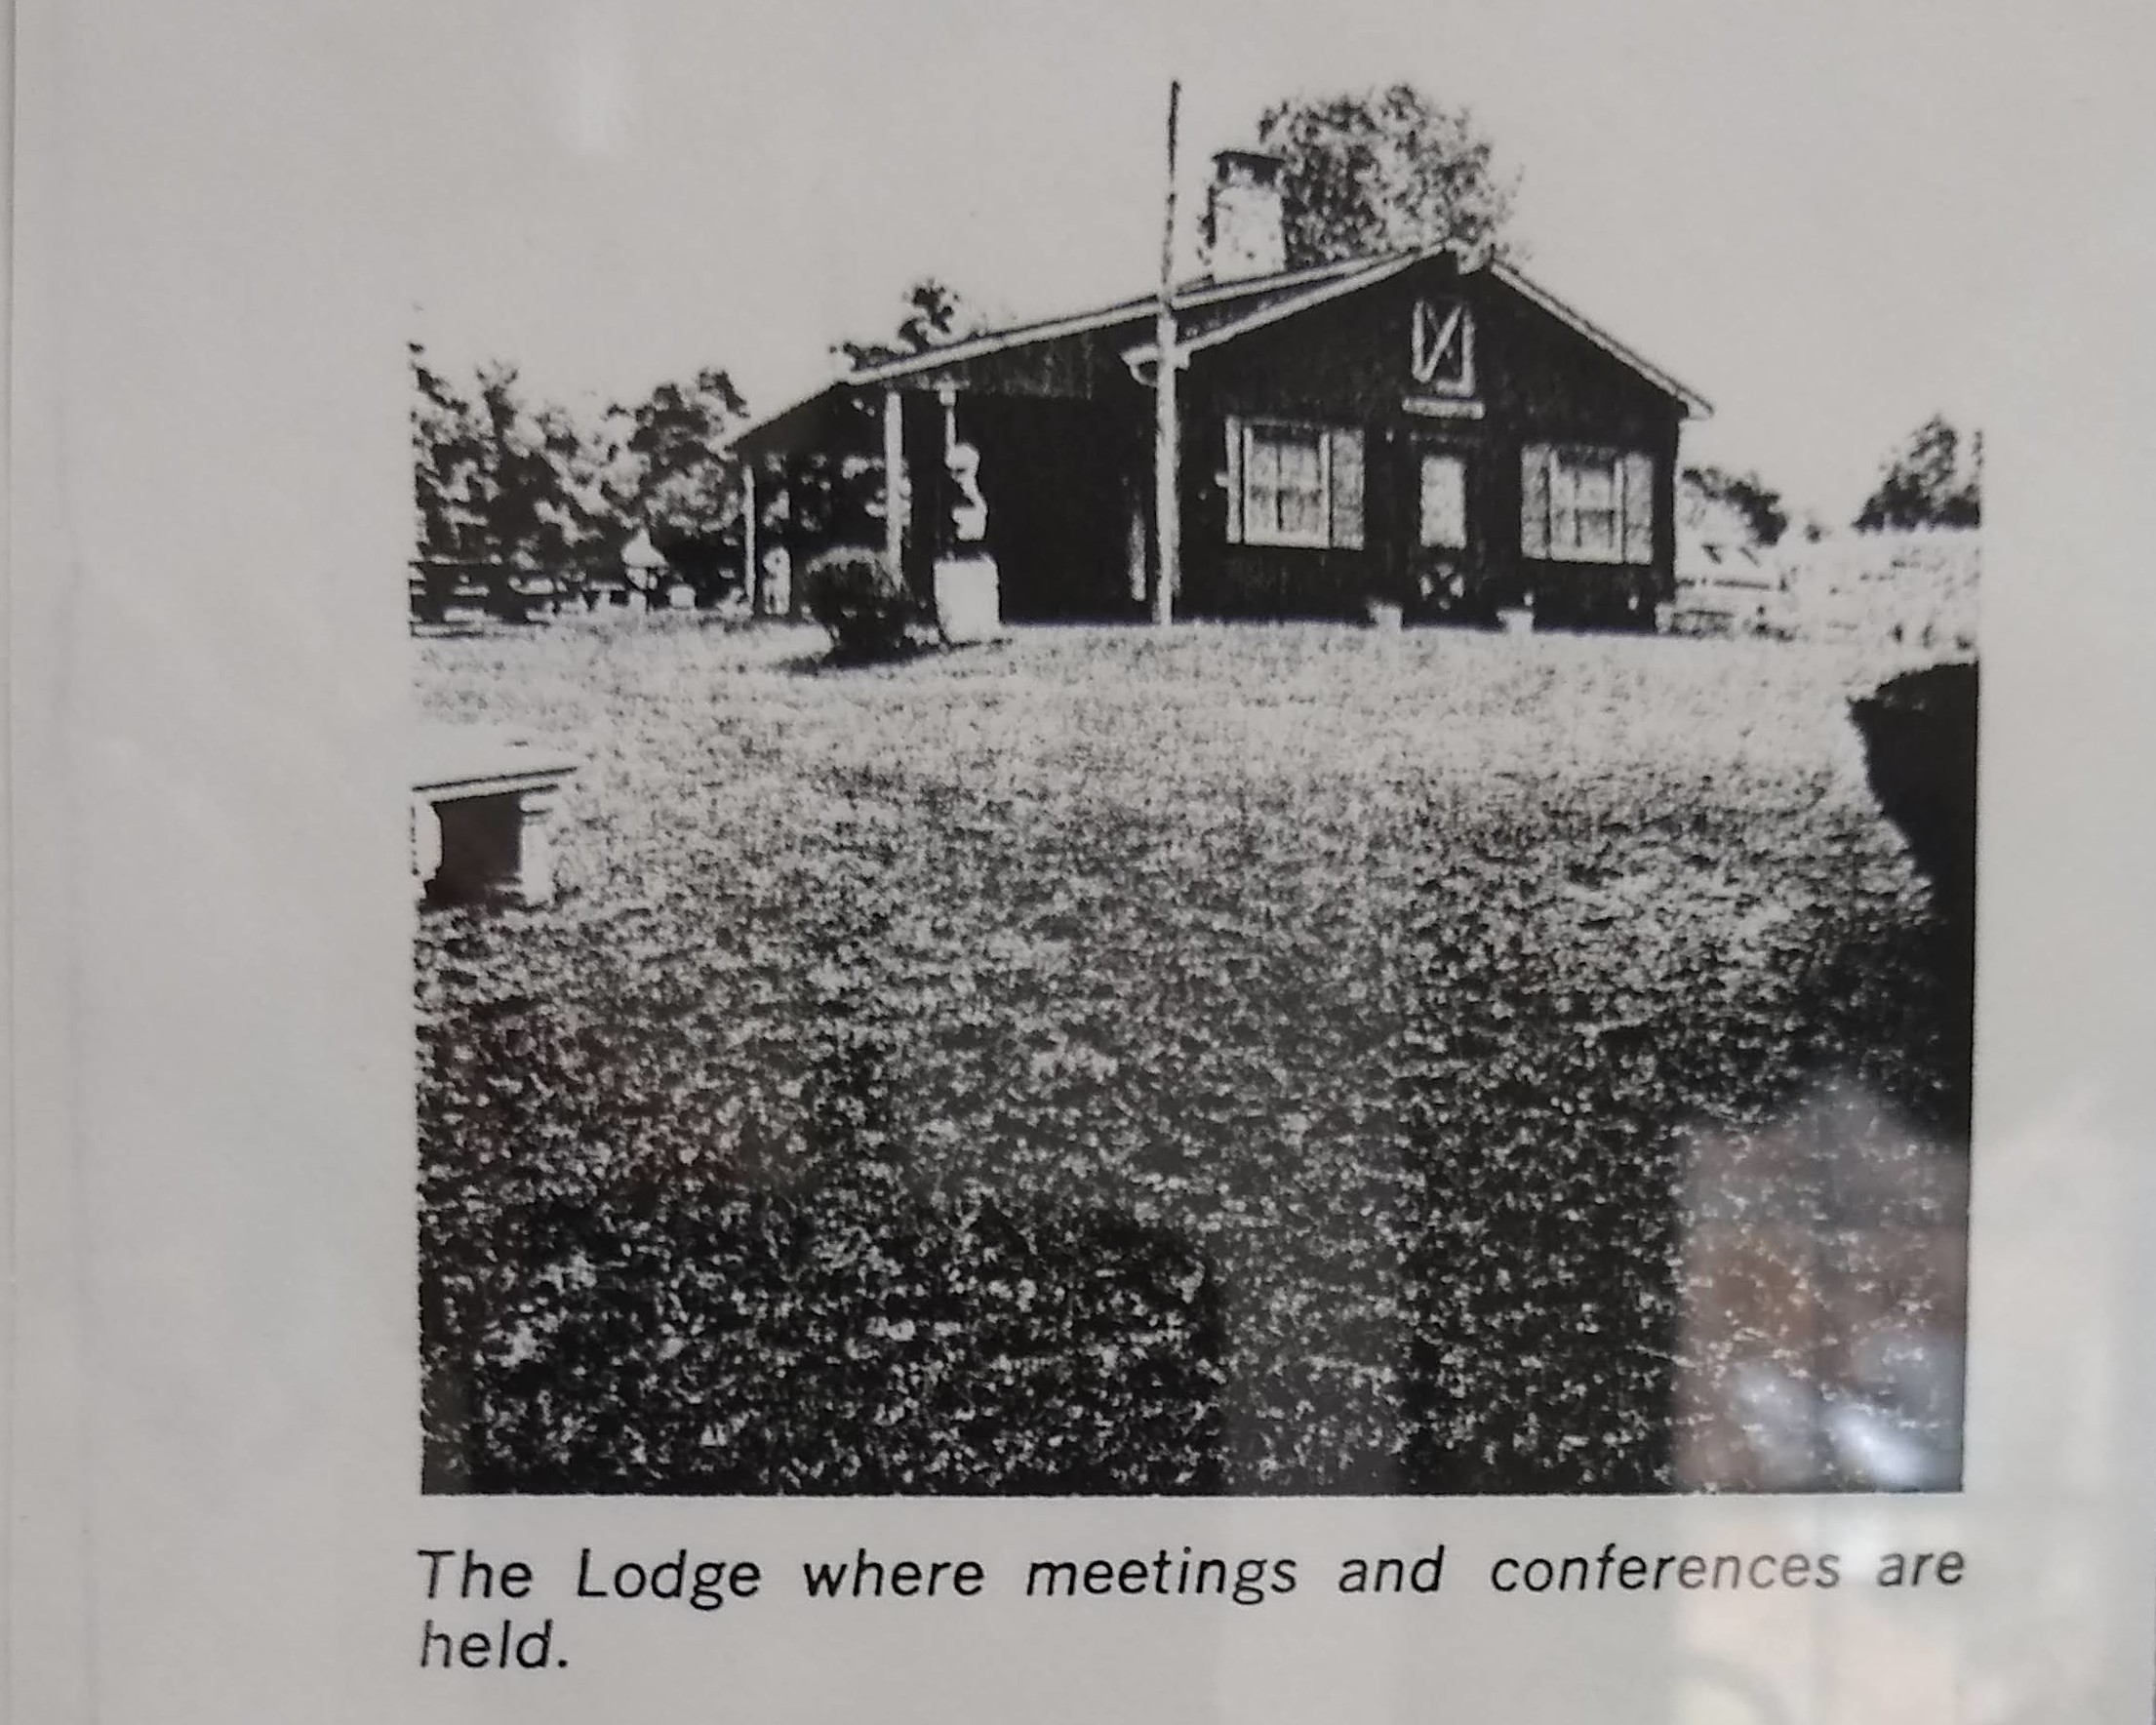 The Lodge where meetings and conferences are
held.